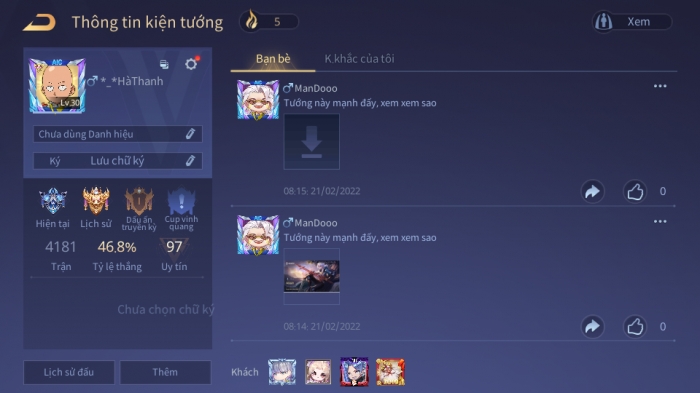 Thông tin kiện tướng
5
Xem
AIC
Lv.30
*_*HàThanh
Chưa dùng Danh hiệu
Ký Lưu chữ ký
Hiện tại
Lịch sử
Dấu ấn truyền kỳ
Cup vinh quang
4181
46,8%
97
Trận
Tỷ lệ thắng
Uy tín
Chưa chọn chữ ký
Lịch sử đấu
Thêm
Bạn bè
K.khắc của tôi
AIC
ManDooo
Tướng này mạnh đấy, xem xem sao
08:15: 21/02/2022
0
AIC
ManDooo
Tướng này mạnh đấy, xem xem sao
08:14: 21/02/2022
0
Khách